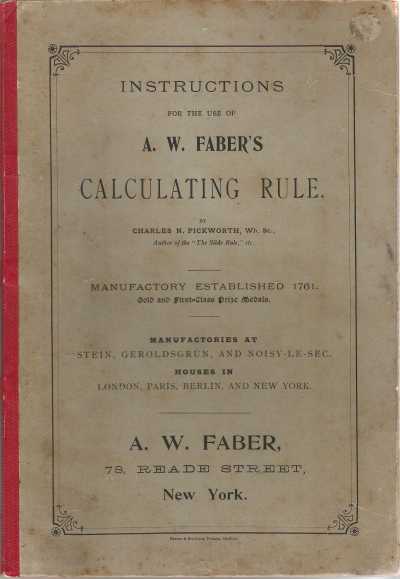 INSTRUCTIONS
FOR THE USE OF
A. W. FABER'S
CALCULATING RULE.
BY
CHARLES N. PICKWORTH, Wh. Sc.,
Author of the "The Slide Rule," etc.
MANUFACTORY ESTABLISHED 1761.
Gold and First-Class Prize Medals.
MANUFACTORIES AT
STEIN, GEROLDSGRÜN, AND NOISY-LE-SEC.
HOUSES IN
LONDON, PARIS, BERLIN, AND NEW YORK.
A. W. FABER,
78, READE STREET,
New York.